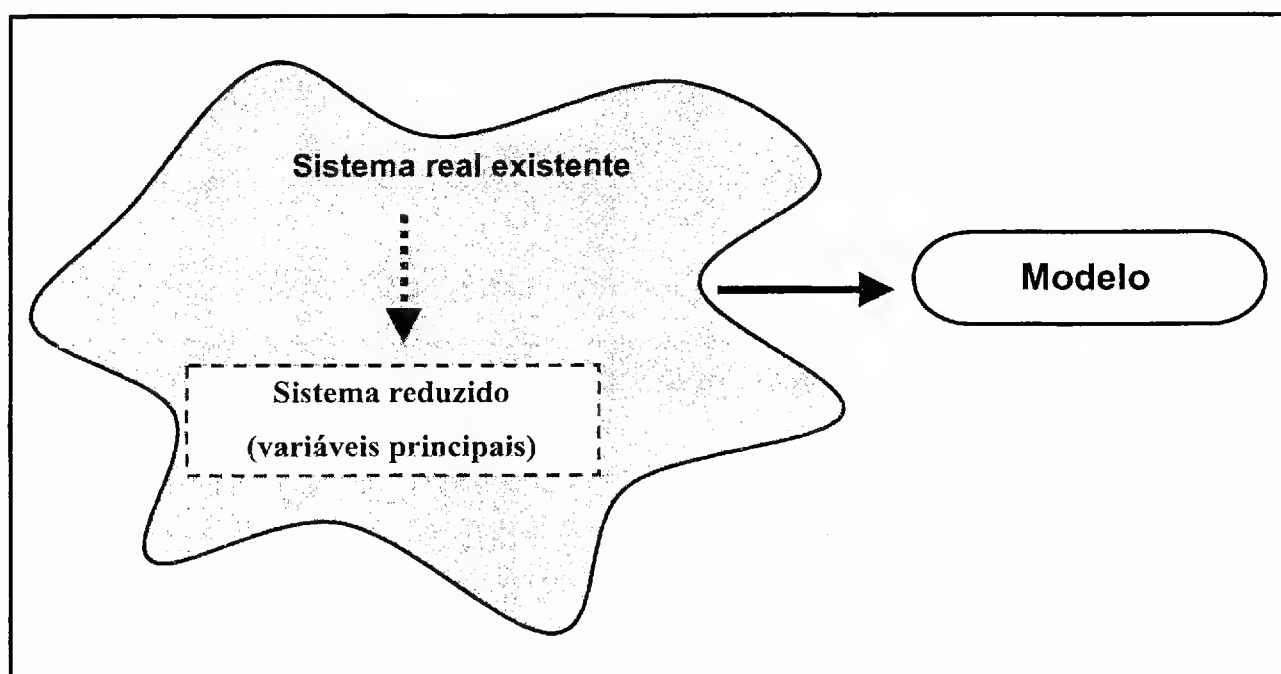 Sistema real existente
Modelo
Sistema reduzido
(variáveis principais)